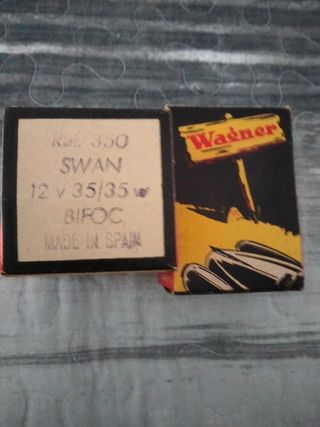 Ref. 350
SWAN
12 v 35/35 w
BIFOC
MADE IN SPAIN
Wagner